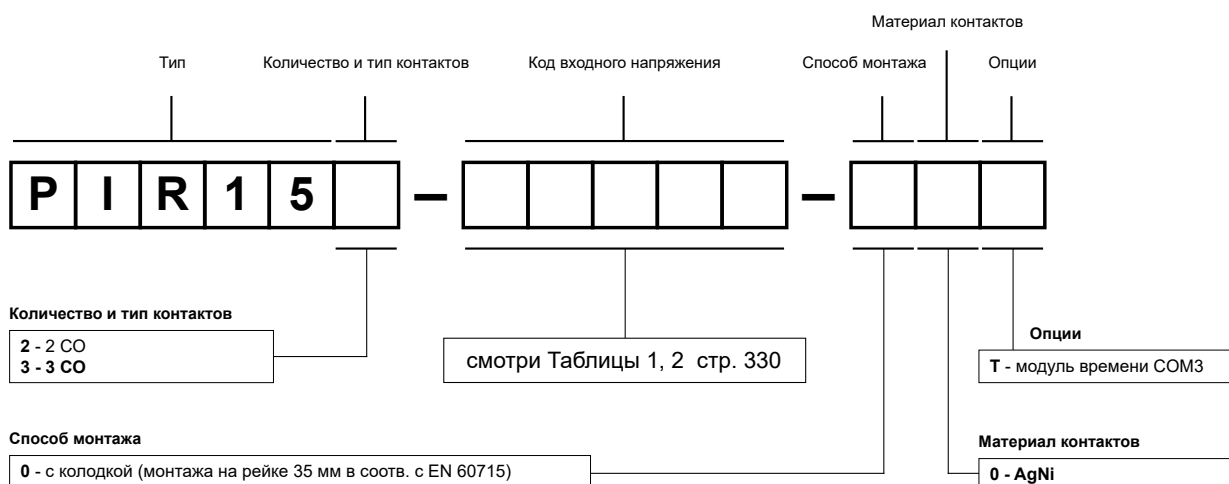 Материал контактов
Тип Количество и тип контактов Код входного напряжения Способ монтажа Опции
P I R 1 5 – –
Количество и тип контактов
2 - 2 CO
3 - 3 CO
смотри Таблицы 1, 2 стр. 330
Опции
T - модуль времени COM3
Способ монтажа
0 - с колодкой (монтажа на рейке 35 мм в соотв. с EN 60715)
Материал контактов
0 - AgNi